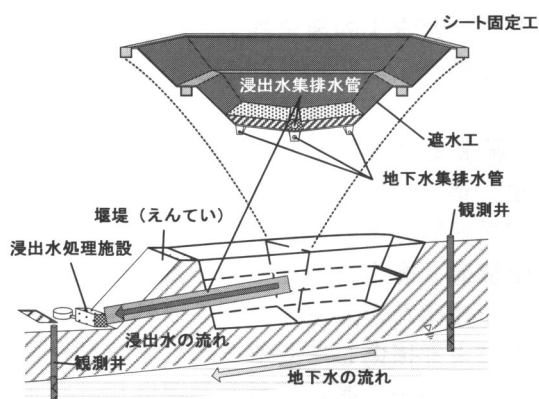 シート固定工
浸出水集排水管
遮水工
地下水集排水管
堰堤（えんてい）
観測井
浸出水処理施設
浸出水の流れ
観測井
地下水の流れ